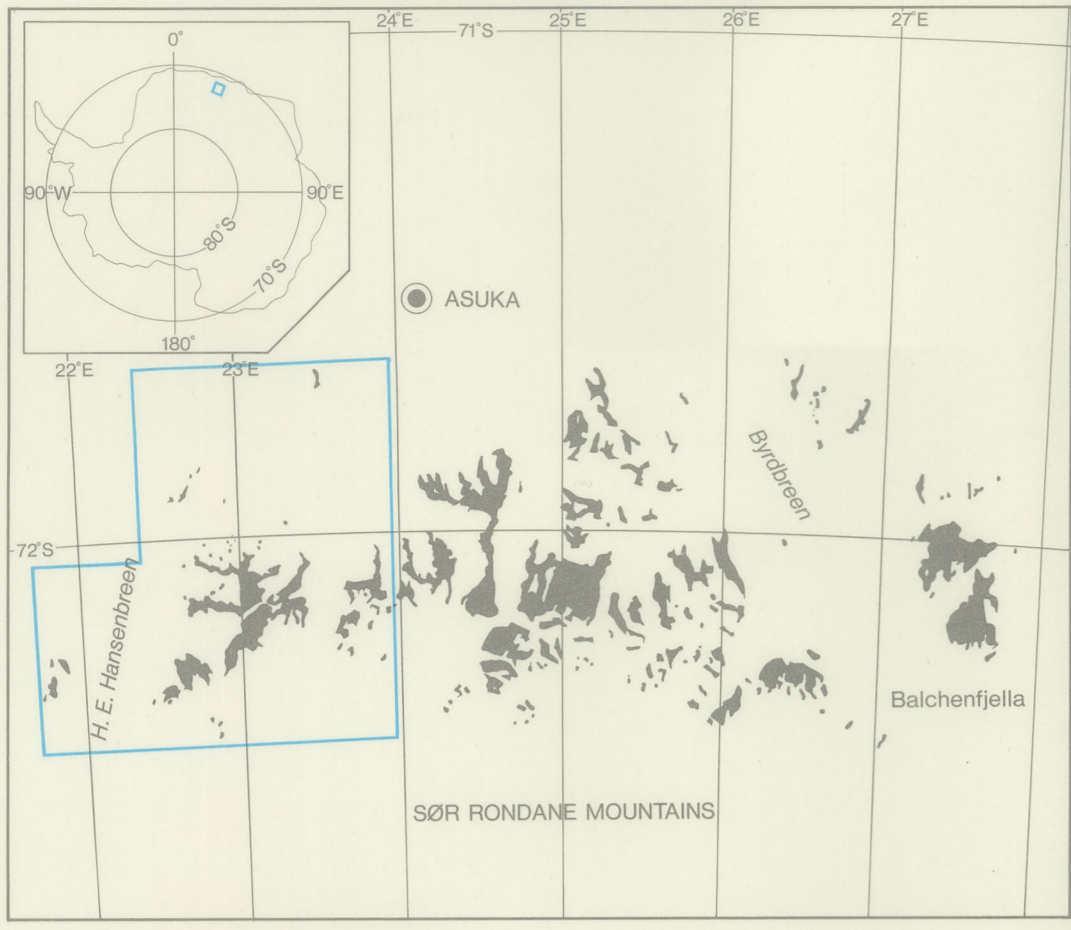 24°E
25°E
26°E
27°E
71°S
0°
90°W
90°E
80°S
70°S
180°
ASUKA
22°E
23°E
Byrdbreen
72°S
H. E. Hansenbreen
Balchenfjella
SØR RONDANE MOUNTAINS